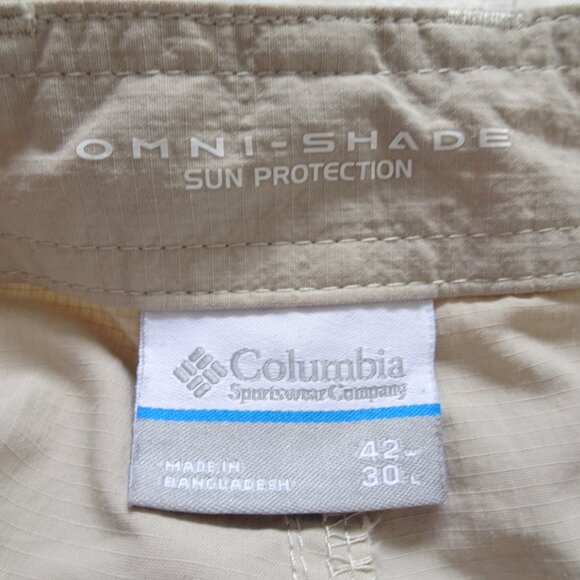 OMNI-SHADE
SUN PROTECTION
Columbia
Sportswear Company
MADE IN
BANGLADESH
42 W
30 L